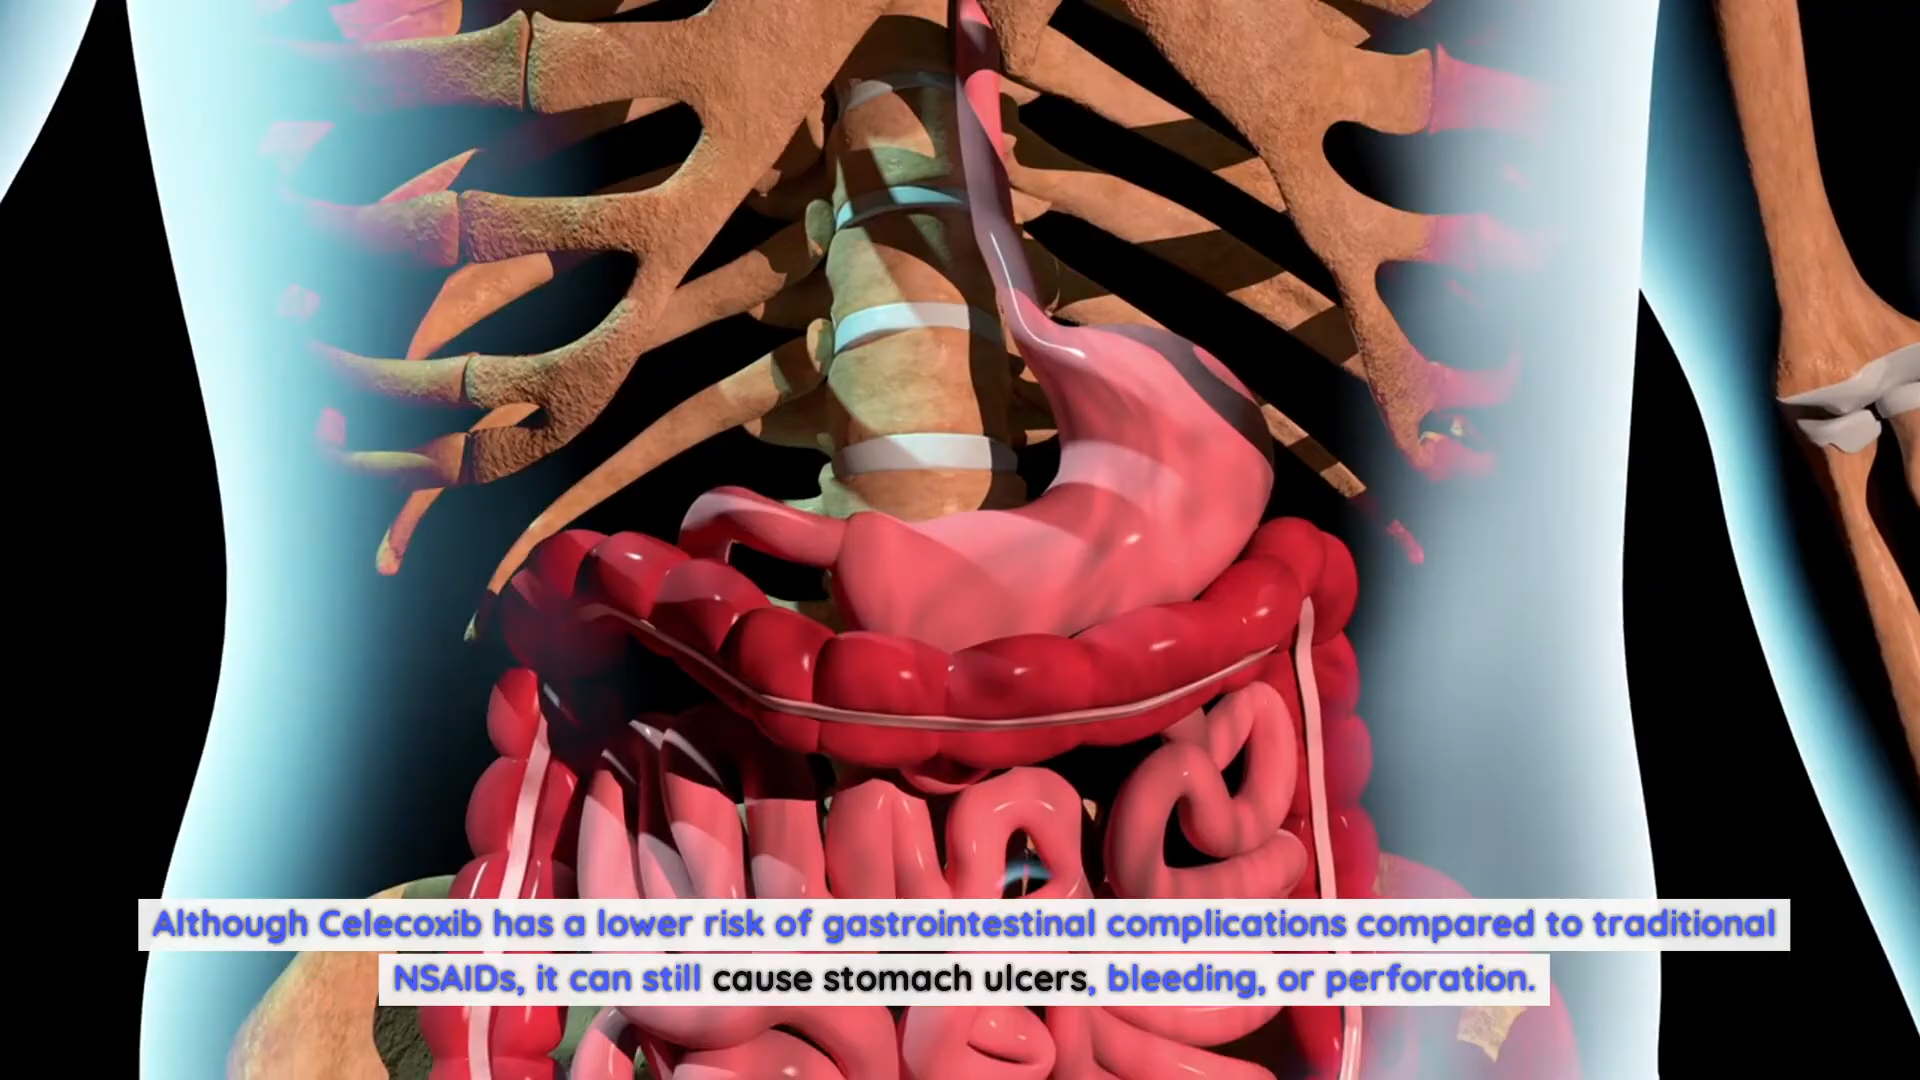 Although Celecoxib has a lower risk of gastrointestinal complications compared to traditional
NSAIDs, it can still cause stomach ulcers, bleeding, or perforation.